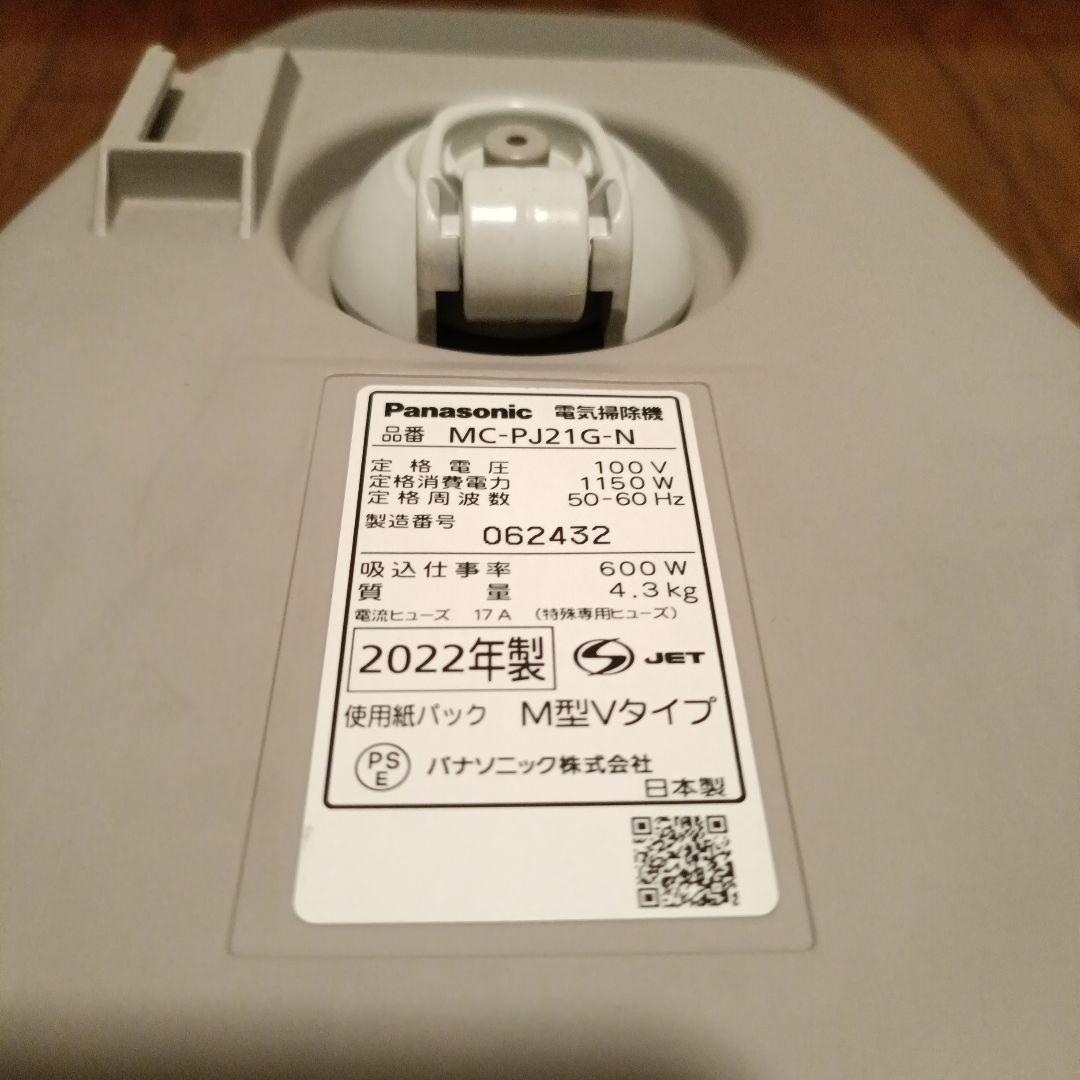 Panasonic 電気掃除機
品番 MC-PJ21G-N
定格電圧 100V
定格消費電力 1150W
定格周波数 50-60Hz
製造番号 062432
吸込仕事率 600W
質量 4.3kg
電流ヒューズ 17A (特殊専用ヒューズ)
2022年製 S JET
使用紙パック M型Vタイプ
PS E パナソニック株式会社
日本製